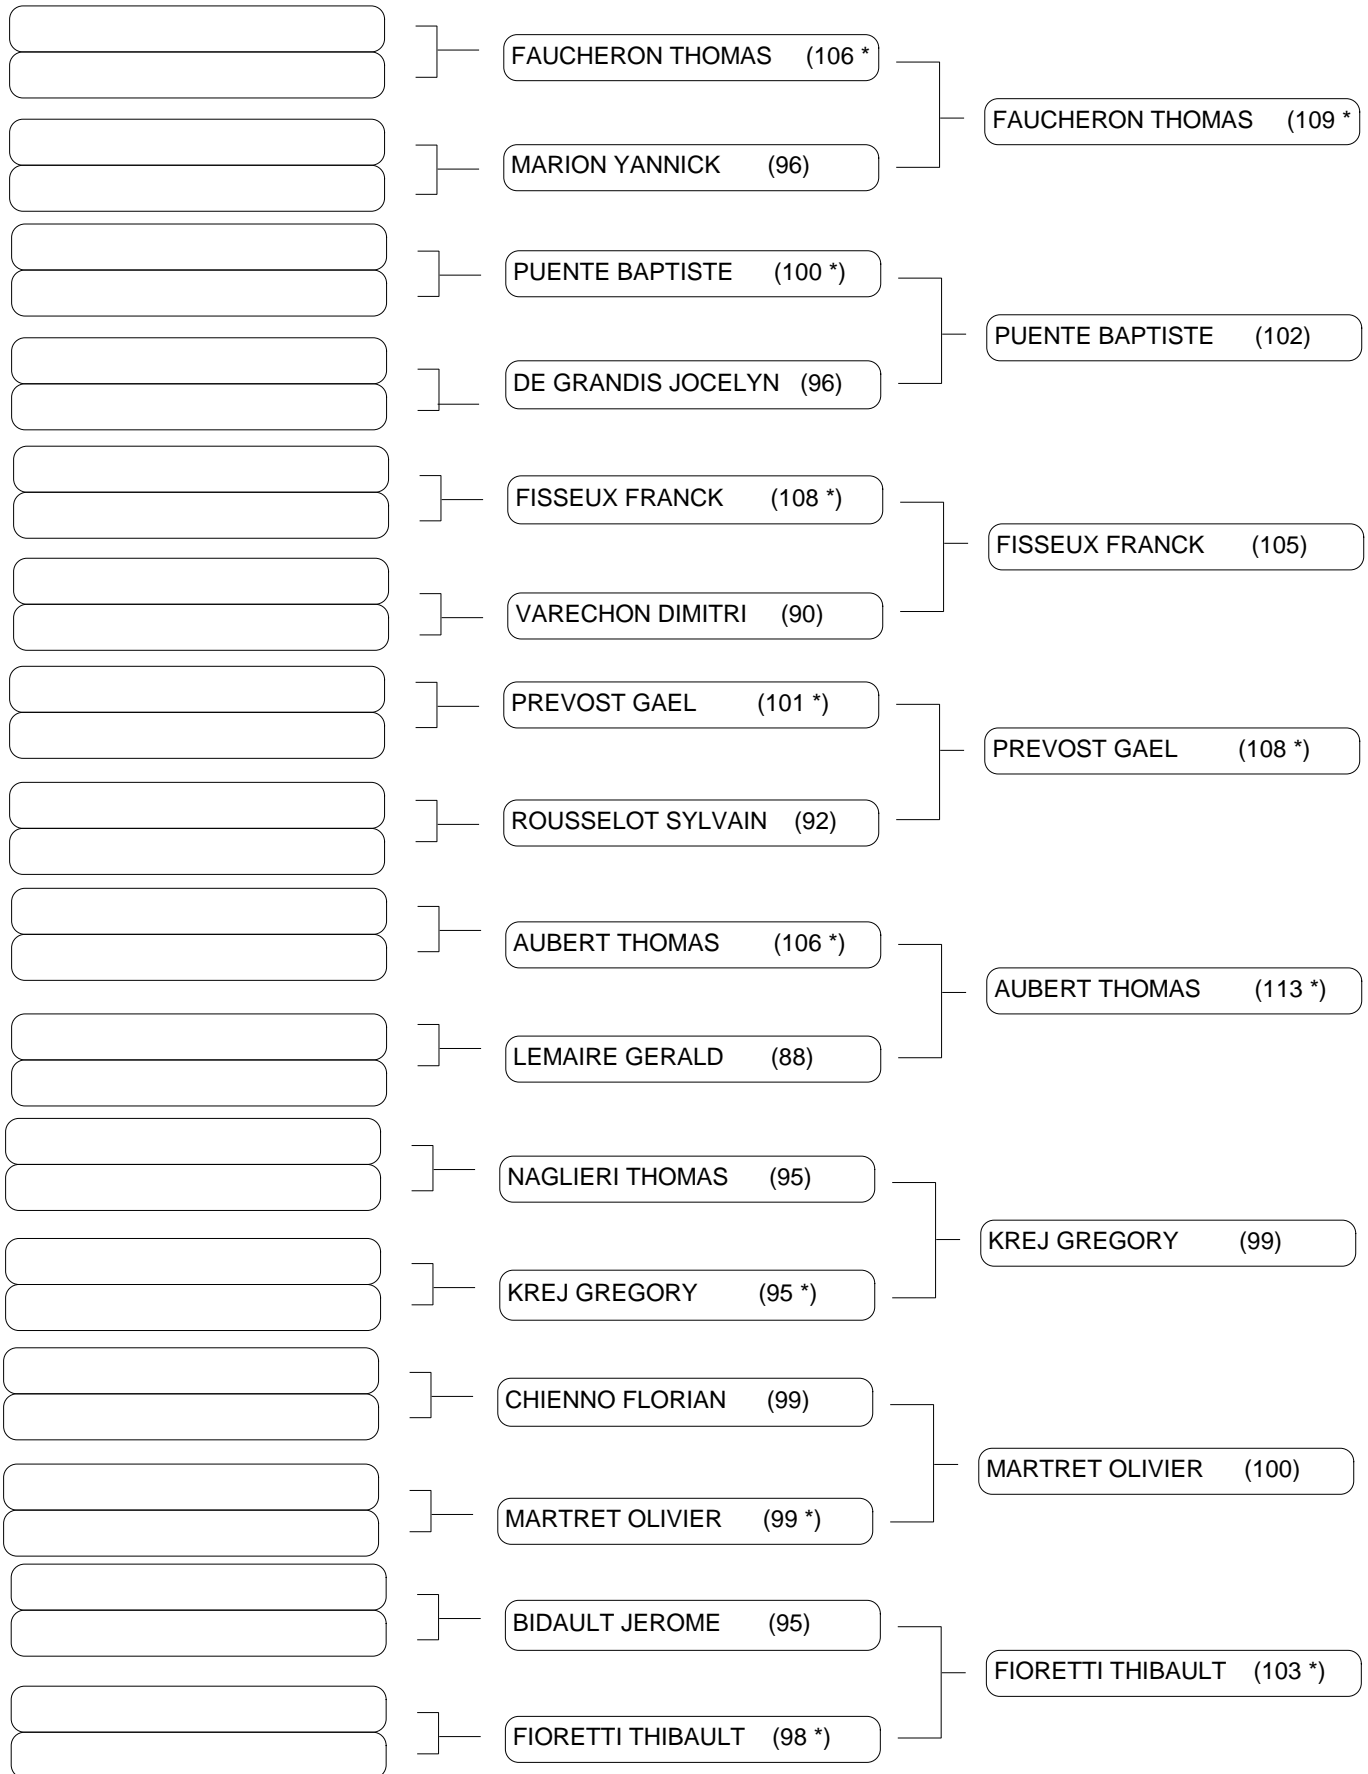 FAUCHERON THOMAS (106 *
FAUCHERON THOMAS (109 *
MARION YANNICK (96)
PUENTE BAPTISTE (100 *)
PUENTE BAPTISTE (102)
DE GRANDIS JOCELYN (96)
FISSEUX FRANCK (108 *)
FISSEUX FRANCK (105)
VARECHON DIMITRI (90)
PREVOST GAEL (101 *)
PREVOST GAEL (108 *)
ROUSSELOT SYLVAIN (92)
AUBERT THOMAS (106 *)
AUBERT THOMAS (113 *)
LEMAIRE GERALD (88)
NAGLIERI THOMAS (95)
KREJ GREGORY (99)
KREJ GREGORY (95 *)
CHIENNO FLORIAN (99)
MARTRET OLIVIER (100)
MARTRET OLIVIER (99 *)
BIDAULT JEROME (95)
FIORETTI THIBAULT (103 *)
FIORETTI THIBAULT (98 *)